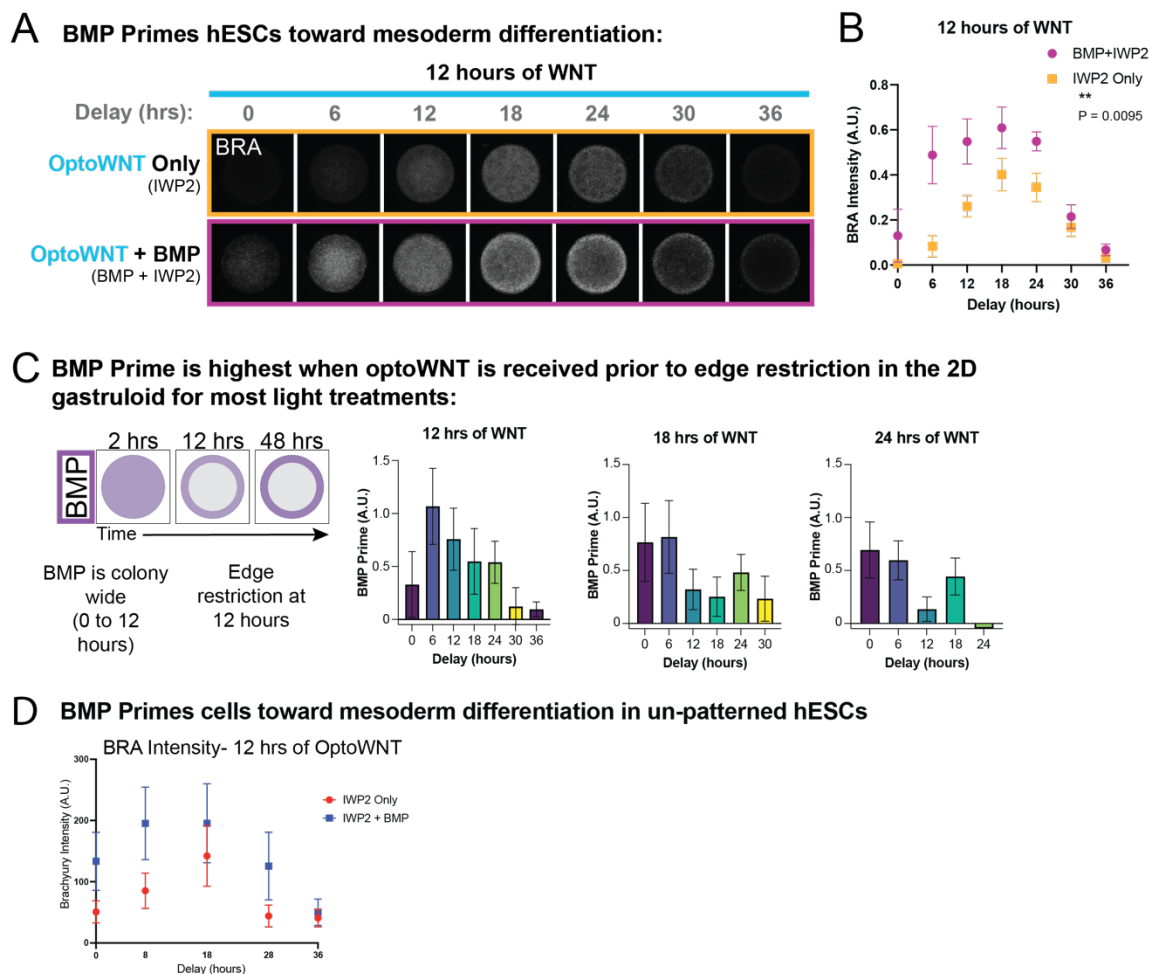 A BMP Primes hESCs toward mesoderm differentiation:
12 hours of WNT
Delay (hrs): 0 6 12 18 24 30 36
OptoWNT Only
(IWP2)
BRA
OptoWNT + BMP
(BMP + IWP2)
B
12 hours of WNT
BMP+IWP2
IWP2 Only
**
P = 0.0095
BRA Intensity (A.U.)
0.8
0.6
0.4
0.2
0.0
0 6 12 18 24 30 36
Delay (hours)
C BMP Prime is highest when optoWNT is received prior to edge restriction in the 2D
gastruloid for most light treatments:
BMP
2 hrs 12 hrs 48 hrs
Time
BMP is colony
wide
(0 to 12
hours)
Edge
restriction at
12 hours
12 hrs of WNT
BMP Prime (A.U.)
1.5
1.0
0.5
0
0 6 12 18 24 30 36
Delay (hours)
18 hrs of WNT
BMP Prime (A.U.)
1.5
1.0
0.5
0
0 6 12 18 24 30
Delay (hours)
24 hrs of WNT
BMP Prime (A.U.)
1.5
1.0
0.5
0
0 6 12 18 24
Delay (hours)
D BMP Primes cells toward mesoderm differentiation in un-patterned hESCs
BRA Intensity- 12 hrs of OptoWNT
Brachyury Intensity (A.U.)
300
200
100
0
0 8 18 28 36
Delay (hours)
IWP2 Only
IWP2 + BMP